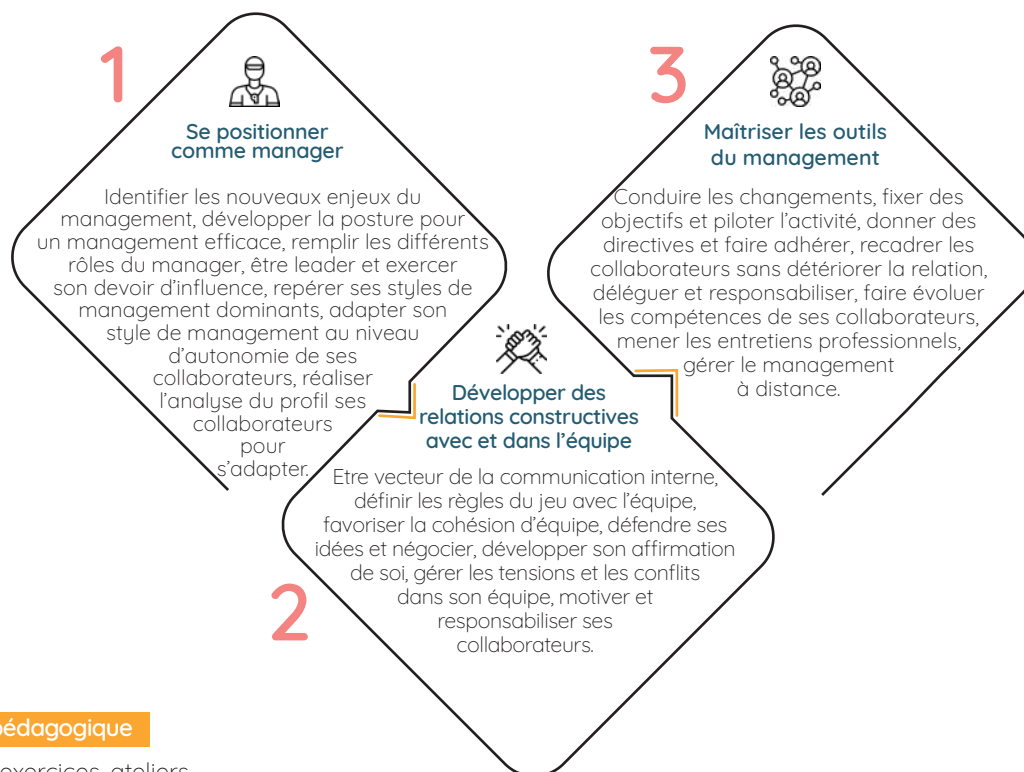 1
Se positionner
comme manager
Identifier les nouveaux enjeux du
management, développer la posture pour
un management efficace, remplir les différents
rôles du manager, être leader et exercer
son devoir d'influence, repérer ses styles de
management dominants, adapter son
style de management au niveau
d'autonomie de ses
collaborateurs, réaliser
l'analyse du profil ses
collaborateurs
pour
s'adapter.
2
Développer des
relations constructives
avec et dans l'équipe
Etre vecteur de la communication interne,
définir les règles du jeu avec l'équipe,
favoriser la cohésion d'équipe, défendre ses
idées et négocier, développer son affirmation
de soi, gérer les tensions et les conflits
dans son équipe, motiver et
responsabiliser ses
collaborateurs.
3
Maîtriser les outils
du management
Conduire les changements, fixer des
objectifs et piloter l'activité, donner des
directives et faire adhérer, recadrer les
collaborateurs sans détériorer la relation,
déléguer et responsabiliser, faire évoluer
les compétences de ses collaborateurs,
mener les entretiens professionnels,
gérer le management
à distance.
pédagogique
exercices, ateliers